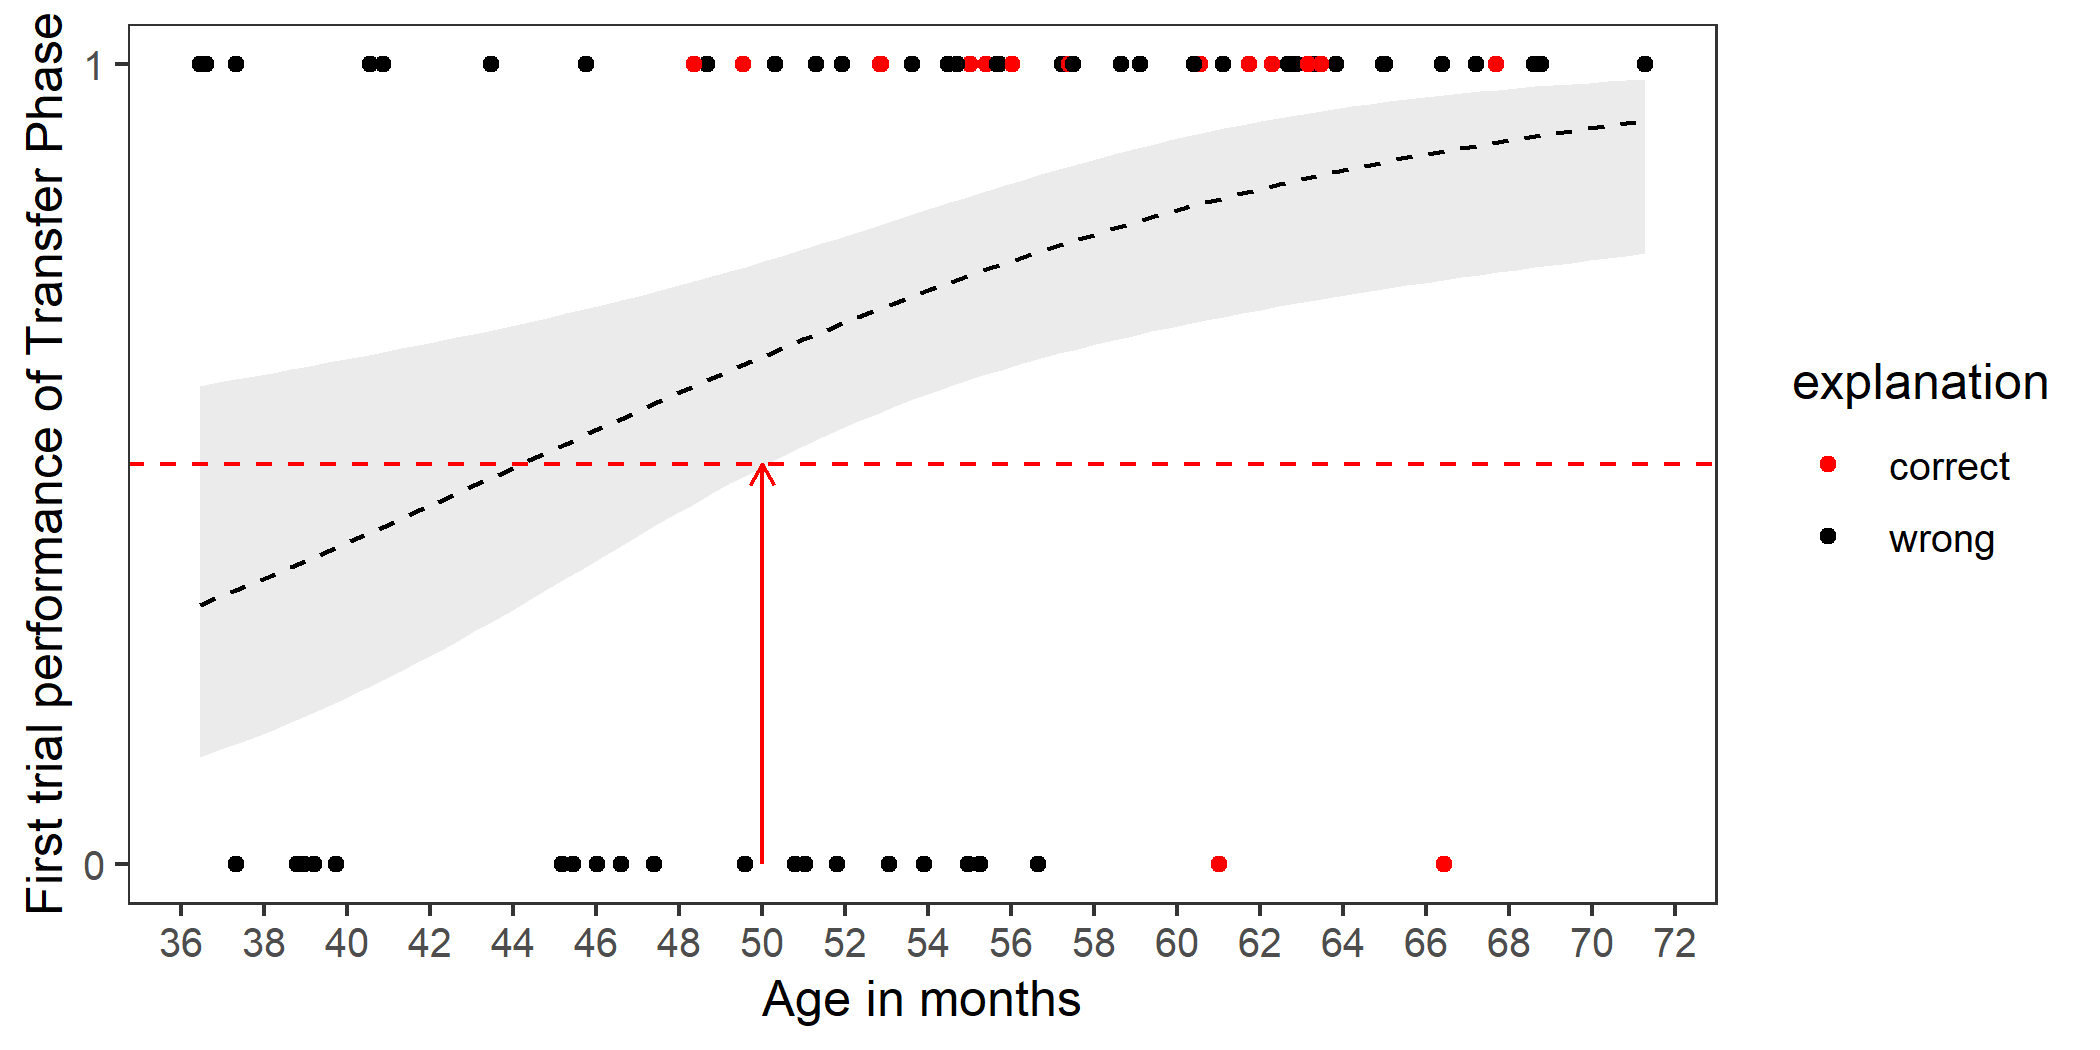 First trial performance of Transfer Phase
1
0
36 38 40 42 44 46 48 50 52 54 56 58 60 62 64 66 68 70 72
Age in months
explanation
correct
wrong